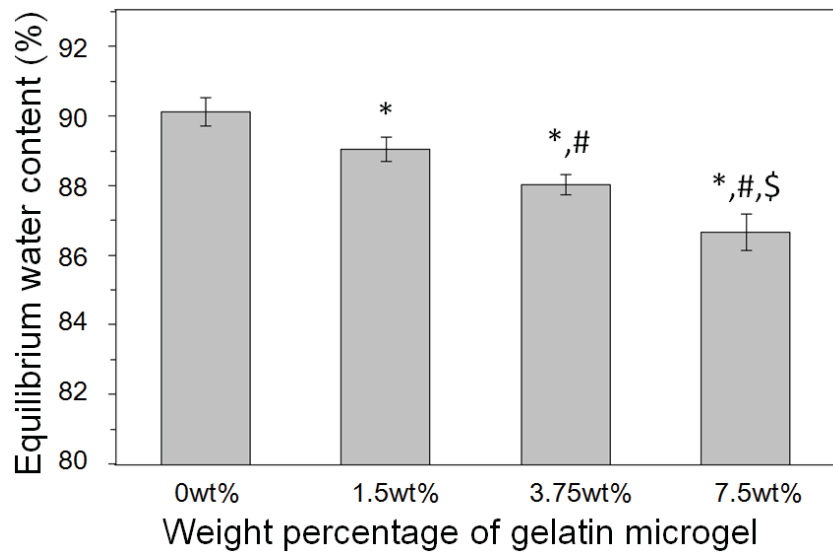 Equilibrium water content (%)
92
90
88
86
84
82
80
*
*,#
*,#,$
0wt%
1.5wt%
3.75wt%
7.5wt%
Weight percentage of gelatin microgel